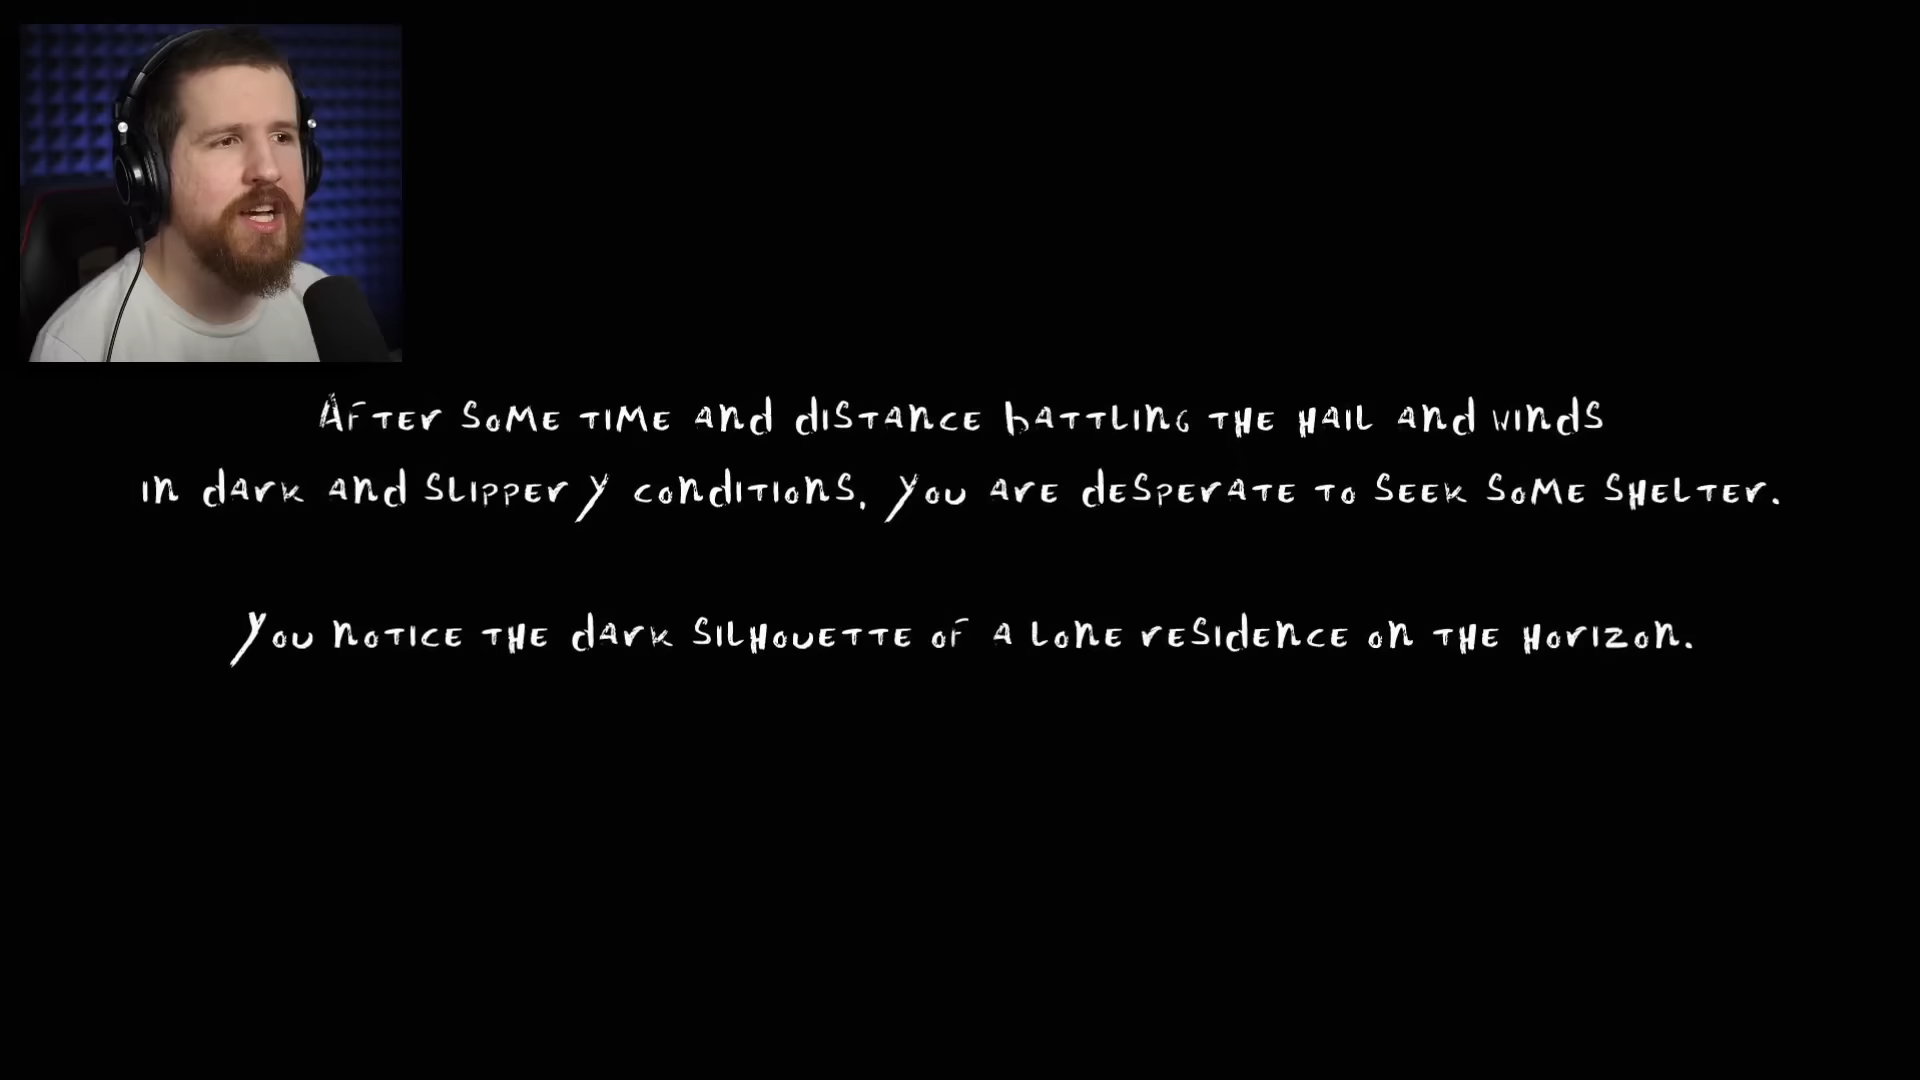 After some time and distance battling the hail and winds
in dark and slippery conditions, you are desperate to seek some shelter.
You notice the dark silhouette of a lone residence on the horizon.